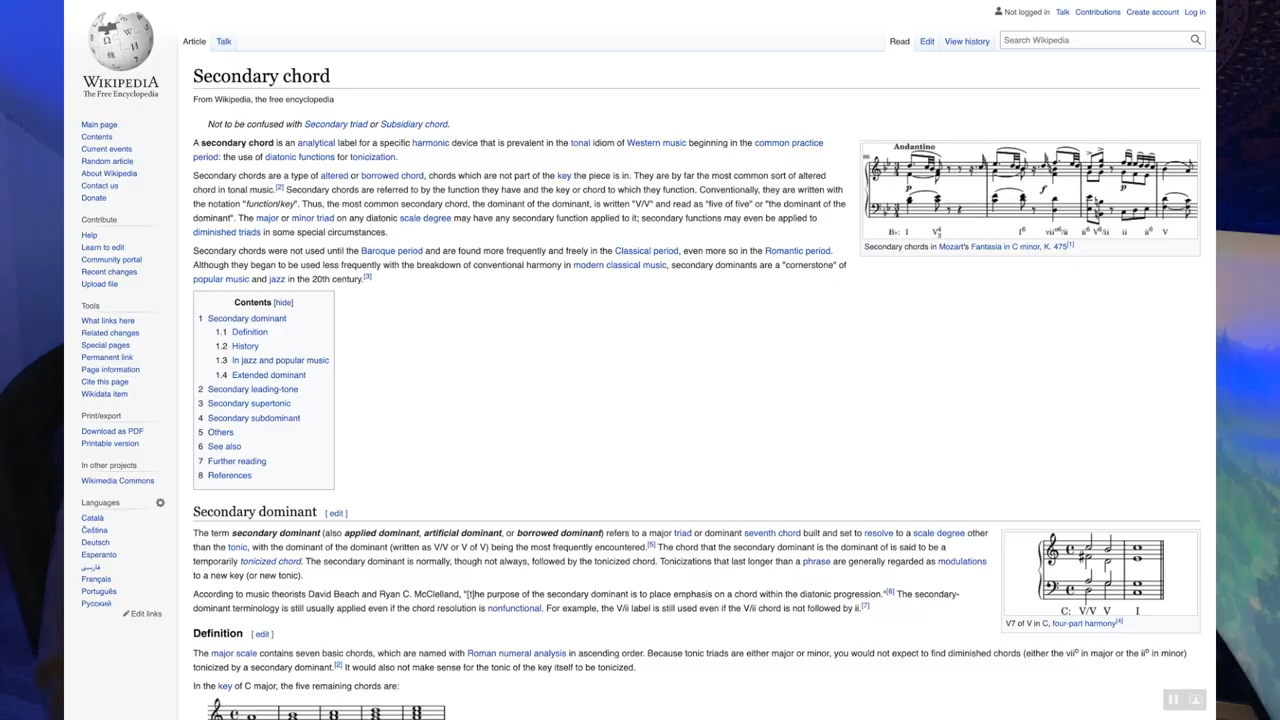 Not logged in Talk Contributions Create account Log in
WIKIPEDIA
The Free Encyclopedia
Article Talk
Read Edit View history
Search Wikipedia
Main page
Contents
Current events
Random article
About Wikipedia
Contact us
Donate
Contribute
Help
Learn to edit
Community portal
Recent changes
Upload file
Tools
What links here
Related changes
Special pages
Permanent link
Page information
Cite this page
Wikidata item
Print/export
Download as PDF
Printable version
In other projects
Wikimedia Commons
Languages
Català
Čeština
Deutsch
Esperanto
فارسی
Français
Português
Русский
Edit links
Secondary chord
From Wikipedia, the free encyclopedia
Not to be confused with Secondary triad or Subsidiary chord.
A secondary chord is an analytical label for a specific harmonic device that is prevalent in the tonal idiom of Western music beginning in the common practice
period: the use of diatonic functions for tonicization.
Secondary chords are a type of altered or borrowed chord, chords which are not part of the key the piece is in. They are by far the most common sort of altered
chord in tonal music.[2] Secondary chords are referred to by the function they have and the key or chord to which they function. Conventionally, they are written with
the notation "function/key". Thus, the most common secondary chord, the dominant of the dominant, is written "V/V" and read as "five of five" or "the dominant of the
dominant". The major or minor triad on any diatonic scale degree may have any secondary function applied to it; secondary functions may even be applied to
diminished triads in some special circumstances.
Secondary chords were not used until the Baroque period and are found more frequently and freely in the Classical period, even more so in the Romantic period.
Although they began to be used less frequently with the breakdown of conventional harmony in modern classical music, secondary dominants are a "cornerstone" of
popular music and jazz in the 20th century.[3]
Andantino
p f p
B♭: I V4/3 I6 vii°6/ii ii6 V6/ii ii ii6 V
Secondary chords in Mozart's Fantasia in C minor, K. 475[1]
Contents [hide]
1 Secondary dominant
1.1 Definition
1.2 History
1.3 In jazz and popular music
1.4 Extended dominant
2 Secondary leading-tone
3 Secondary supertonic
4 Secondary subdominant
5 Others
6 See also
7 Further reading
8 References
Secondary dominant [ edit ]
The term secondary dominant (also applied dominant, artificial dominant, or borrowed dominant) refers to a major triad or dominant seventh chord built and set to resolve to a scale degree other
than the tonic, with the dominant of the dominant (written as V/V or V of V) being the most frequently encountered.[5] The chord that the secondary dominant is the dominant of is said to be a
temporarily tonicized chord. The secondary dominant is normally, though not always, followed by the tonicized chord. Tonicizations that last longer than a phrase are generally regarded as modulations
to a new key (or new tonic).
According to music theorists David Beach and Ryan C. McClelland, "[t]he purpose of the secondary dominant is to place emphasis on a chord within the diatonic progression."[6] The secondary-
dominant terminology is still usually applied even if the chord resolution is nonfunctional. For example, the V/ii label is still used even if the V/ii chord is not followed by ii.[7]
C: V/V V I
V7 of V in C, four-part harmony[4]
Definition [ edit ]
The major scale contains seven basic chords, which are named with Roman numeral analysis in ascending order. Because tonic triads are either major or minor, you would not expect to find diminished chords (either the viio in major or the iio in minor)
tonicized by a secondary dominant.[2] It would also not make sense for the tonic of the key itself to be tonicized.
In the key of C major, the five remaining chords are: